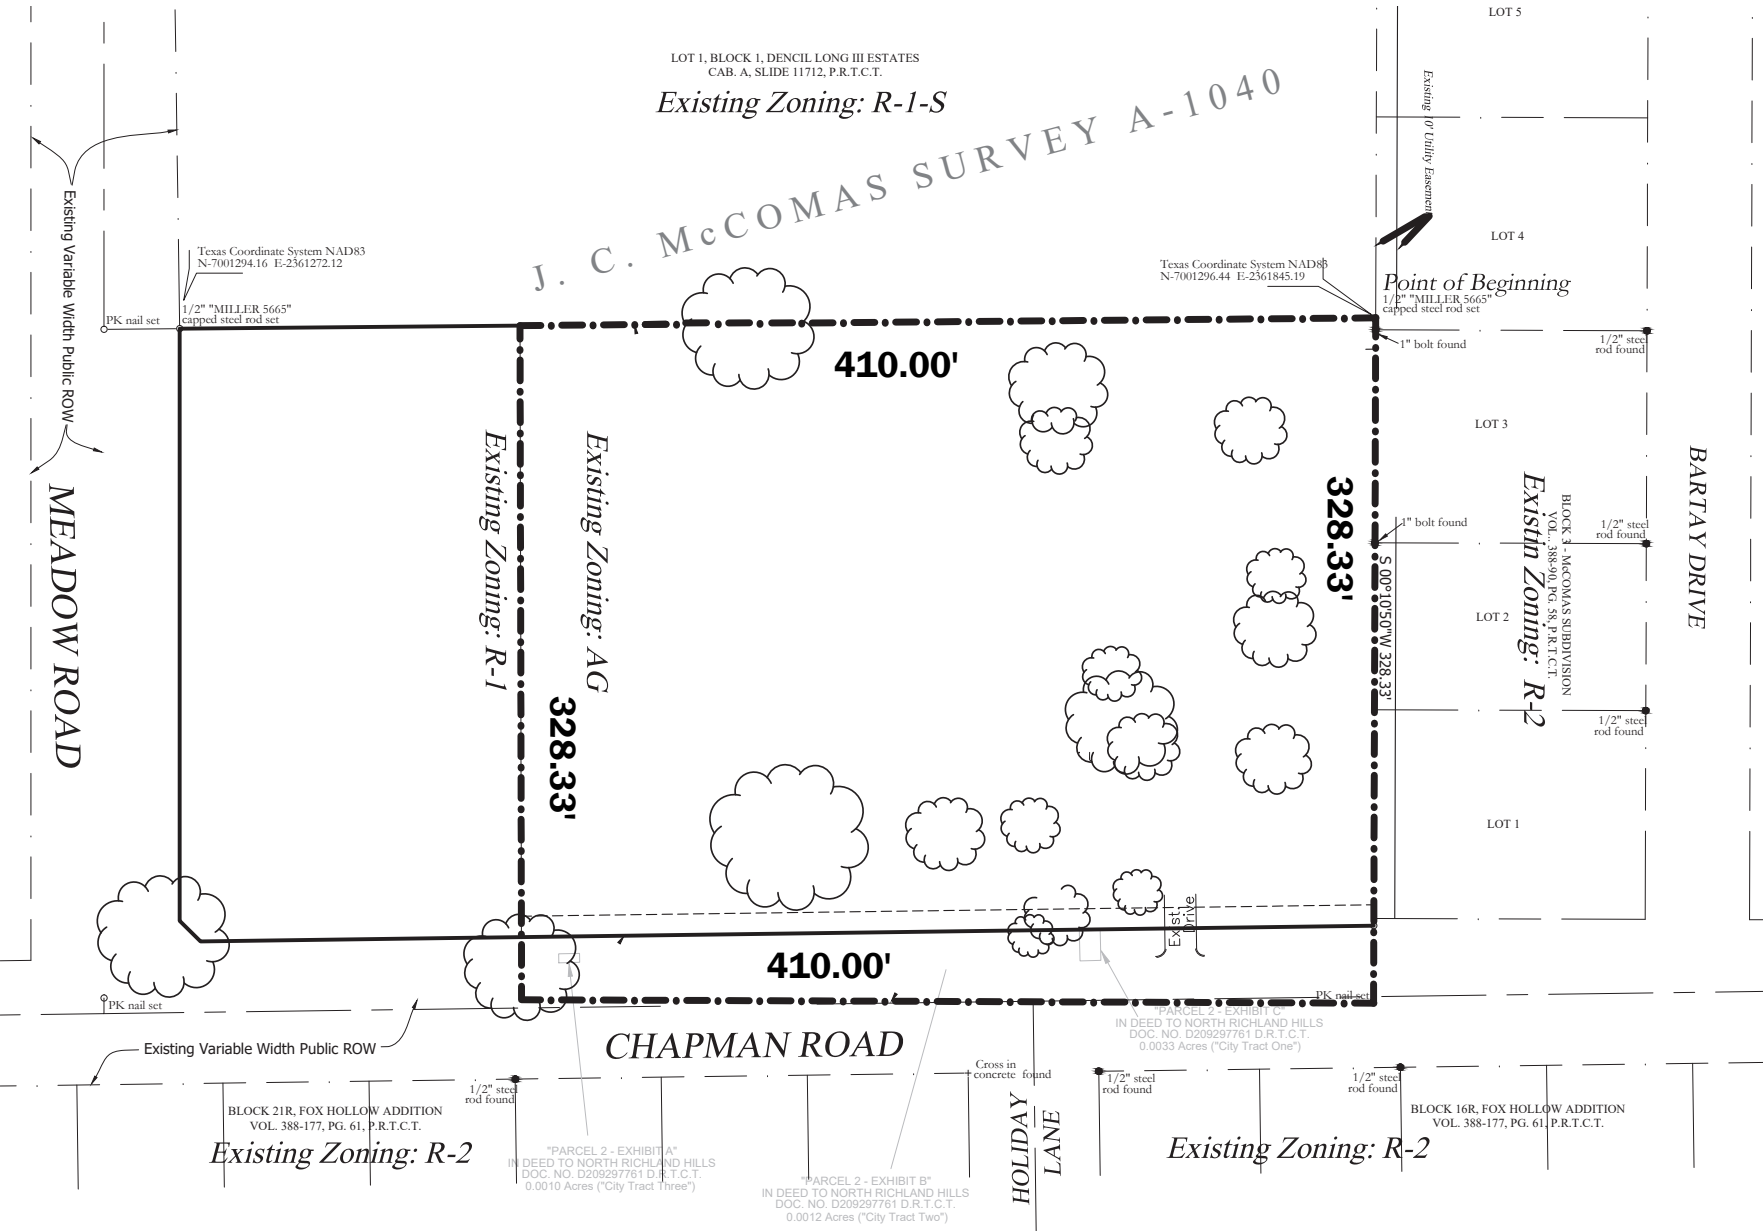 LOT 5
LOT 1, BLOCK 1, DENCIL LONG III ESTATES
CAB. A, SLIDE 11712, P.R.T.C.T.
Existing Zoning: R-1-S
J. C. McCOMAS SURVEY A-1040
Existing 10' Utility Easemen
Existing Variable Width Public ROW
Texas Coordinate System NAD83
N-7001294.16 E-2361272.12
1/2" "MILLER 5665"
capped steel rod set
PK nail set
Texas Coordinate System NAD83
N-7001296.44 E-2361845.19
LOT 4
Point of Beginning
1/2" "MILLER 5665"
capped steel rod set
1" bolt found
1/2" steel
rod found
410.00'
LOT 3
Existing Zoning: R-1
Existing Zoning: AG
328.33'
328.33'
1" bolt found
1/2" steel
rod found
S 00°10'50"W 328.33'
LOT 2
Existin Zoning: R-2
BLOCK 3 - McCOMAS SUBDIVISION
VOL. 388-90, PG. 58, P.R.T.C.T.
1/2" steel
rod found
BARTAY DRIVE
MEADOW ROAD
LOT 1
Exist.
Drive
410.00'
PK nail set
PK nail set
Existing Variable Width Public ROW
CHAPMAN ROAD
"PARCEL 2 - EXHIBIT C"
IN DEED TO NORTH RICHLAND HILLS
DOC. NO. D209297761 D.R.T.C.T.
0.0033 Acres ("City Tract One")
1/2" steel
rod found
Cross in
concrete found
1/2" steel
rod found
1/2" steel
rod found
BLOCK 21R, FOX HOLLOW ADDITION
VOL. 388-177, PG. 61, P.R.T.C.T.
Existing Zoning: R-2
HOLIDAY
LANE
BLOCK 16R, FOX HOLLOW ADDITION
VOL. 388-177, PG. 61, P.R.T.C.T.
Existing Zoning: R-2
"PARCEL 2 - EXHIBIT A"
IN DEED TO NORTH RICHLAND HILLS
DOC. NO. D209297761 D.R.T.C.T.
0.0010 Acres ("City Tract Three")
"PARCEL 2 - EXHIBIT B"
IN DEED TO NORTH RICHLAND HILLS
DOC. NO. D209297761 D.R.T.C.T.
0.0012 Acres ("City Tract Two")